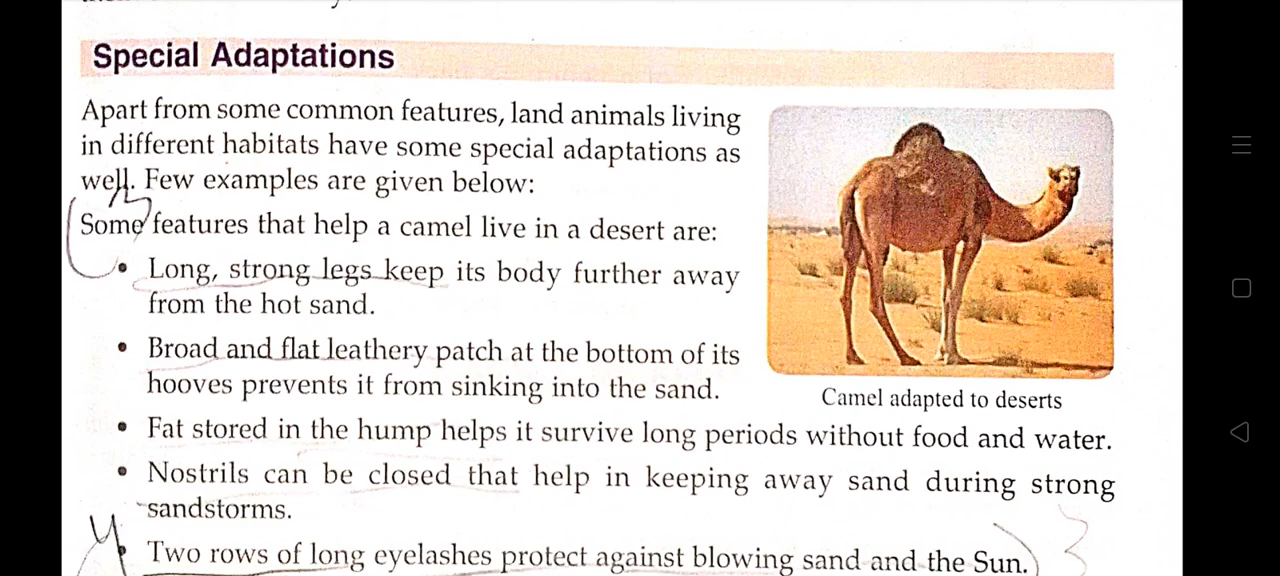 Special Adaptations
Apart from some common features, land animals living
in different habitats have some special adaptations as
well. Few examples are given below:
Some features that help a camel live in a desert are:
• Long, strong legs keep its body further away
from the hot sand.
• Broad and flat leathery patch at the bottom of its
hooves prevents it from sinking into the sand.
Camel adapted to deserts
• Fat stored in the hump helps it survive long periods without food and water.
• Nostrils can be closed that help in keeping away sand during strong
sandstorms.
• Two rows of long eyelashes protect against blowing sand and the Sun.